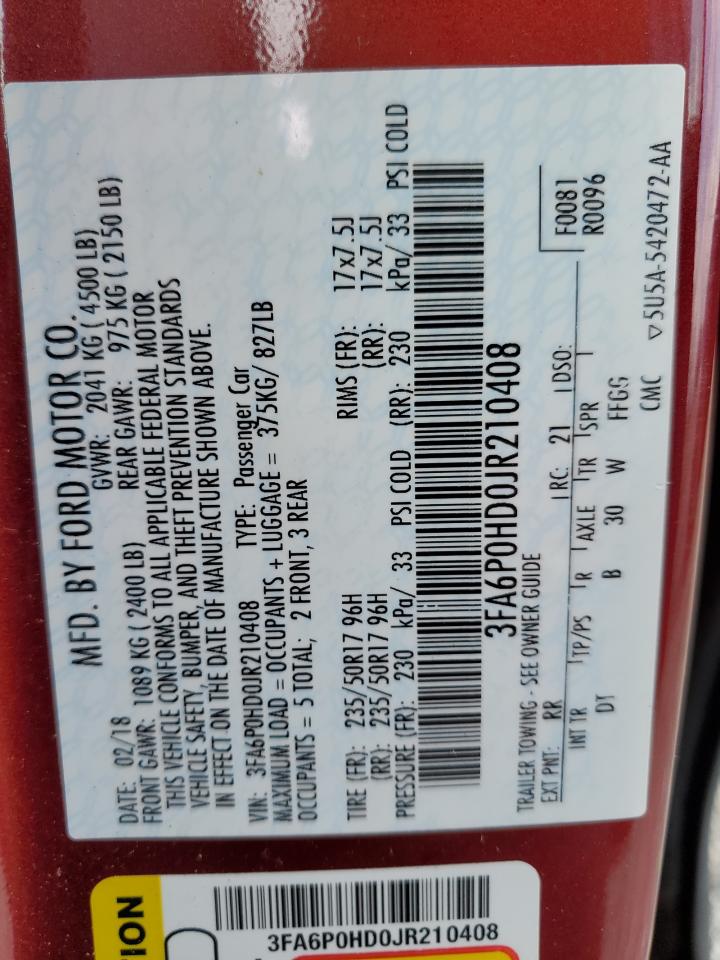 MFD. BY FORD MOTOR CO.
DATE: 02/18 GVWR: 2041 KG ( 4500 LB)
FRONT GAWR: 1089 KG ( 2400 LB) REAR GAWR: 975 KG ( 2150 LB)
THIS VEHICLE CONFORMS TO ALL APPLICABLE FEDERAL MOTOR
VEHICLE SAFETY, BUMPER, AND THEFT PREVENTION STANDARDS
IN EFFECT ON THE DATE OF MANUFACTURE SHOWN ABOVE.
VIN: 3FA6P0HD0JR210408 TYPE: Passenger Car
MAXIMUM LOAD = OCCUPANTS + LUGGAGE = 375KG/ 827LB
OCCUPANTS = 5 TOTAL; 2 FRONT, 3 REAR
TIRE (FR): 235/50R17 96H RIMS (FR): 17x7.5J
(RR): 235/50R17 96H (RR): 17x7.5J
PRESSURE (FR): 230 kPa/ 33 PSI COLD (RR): 230 kPa/ 33 PSI COLD
3FA6P0HD0JR210408
TRAILER TOWING - SEE OWNER GUIDE
F0081
EXT PNT: RR RC: 21 DSO: R0096
INT TR TP/PS R AXLE TR SPR
DT B 30 W FFGG
CMC ▽5U5A-5420472-AA
TION
3FA6P0HD0JR210408